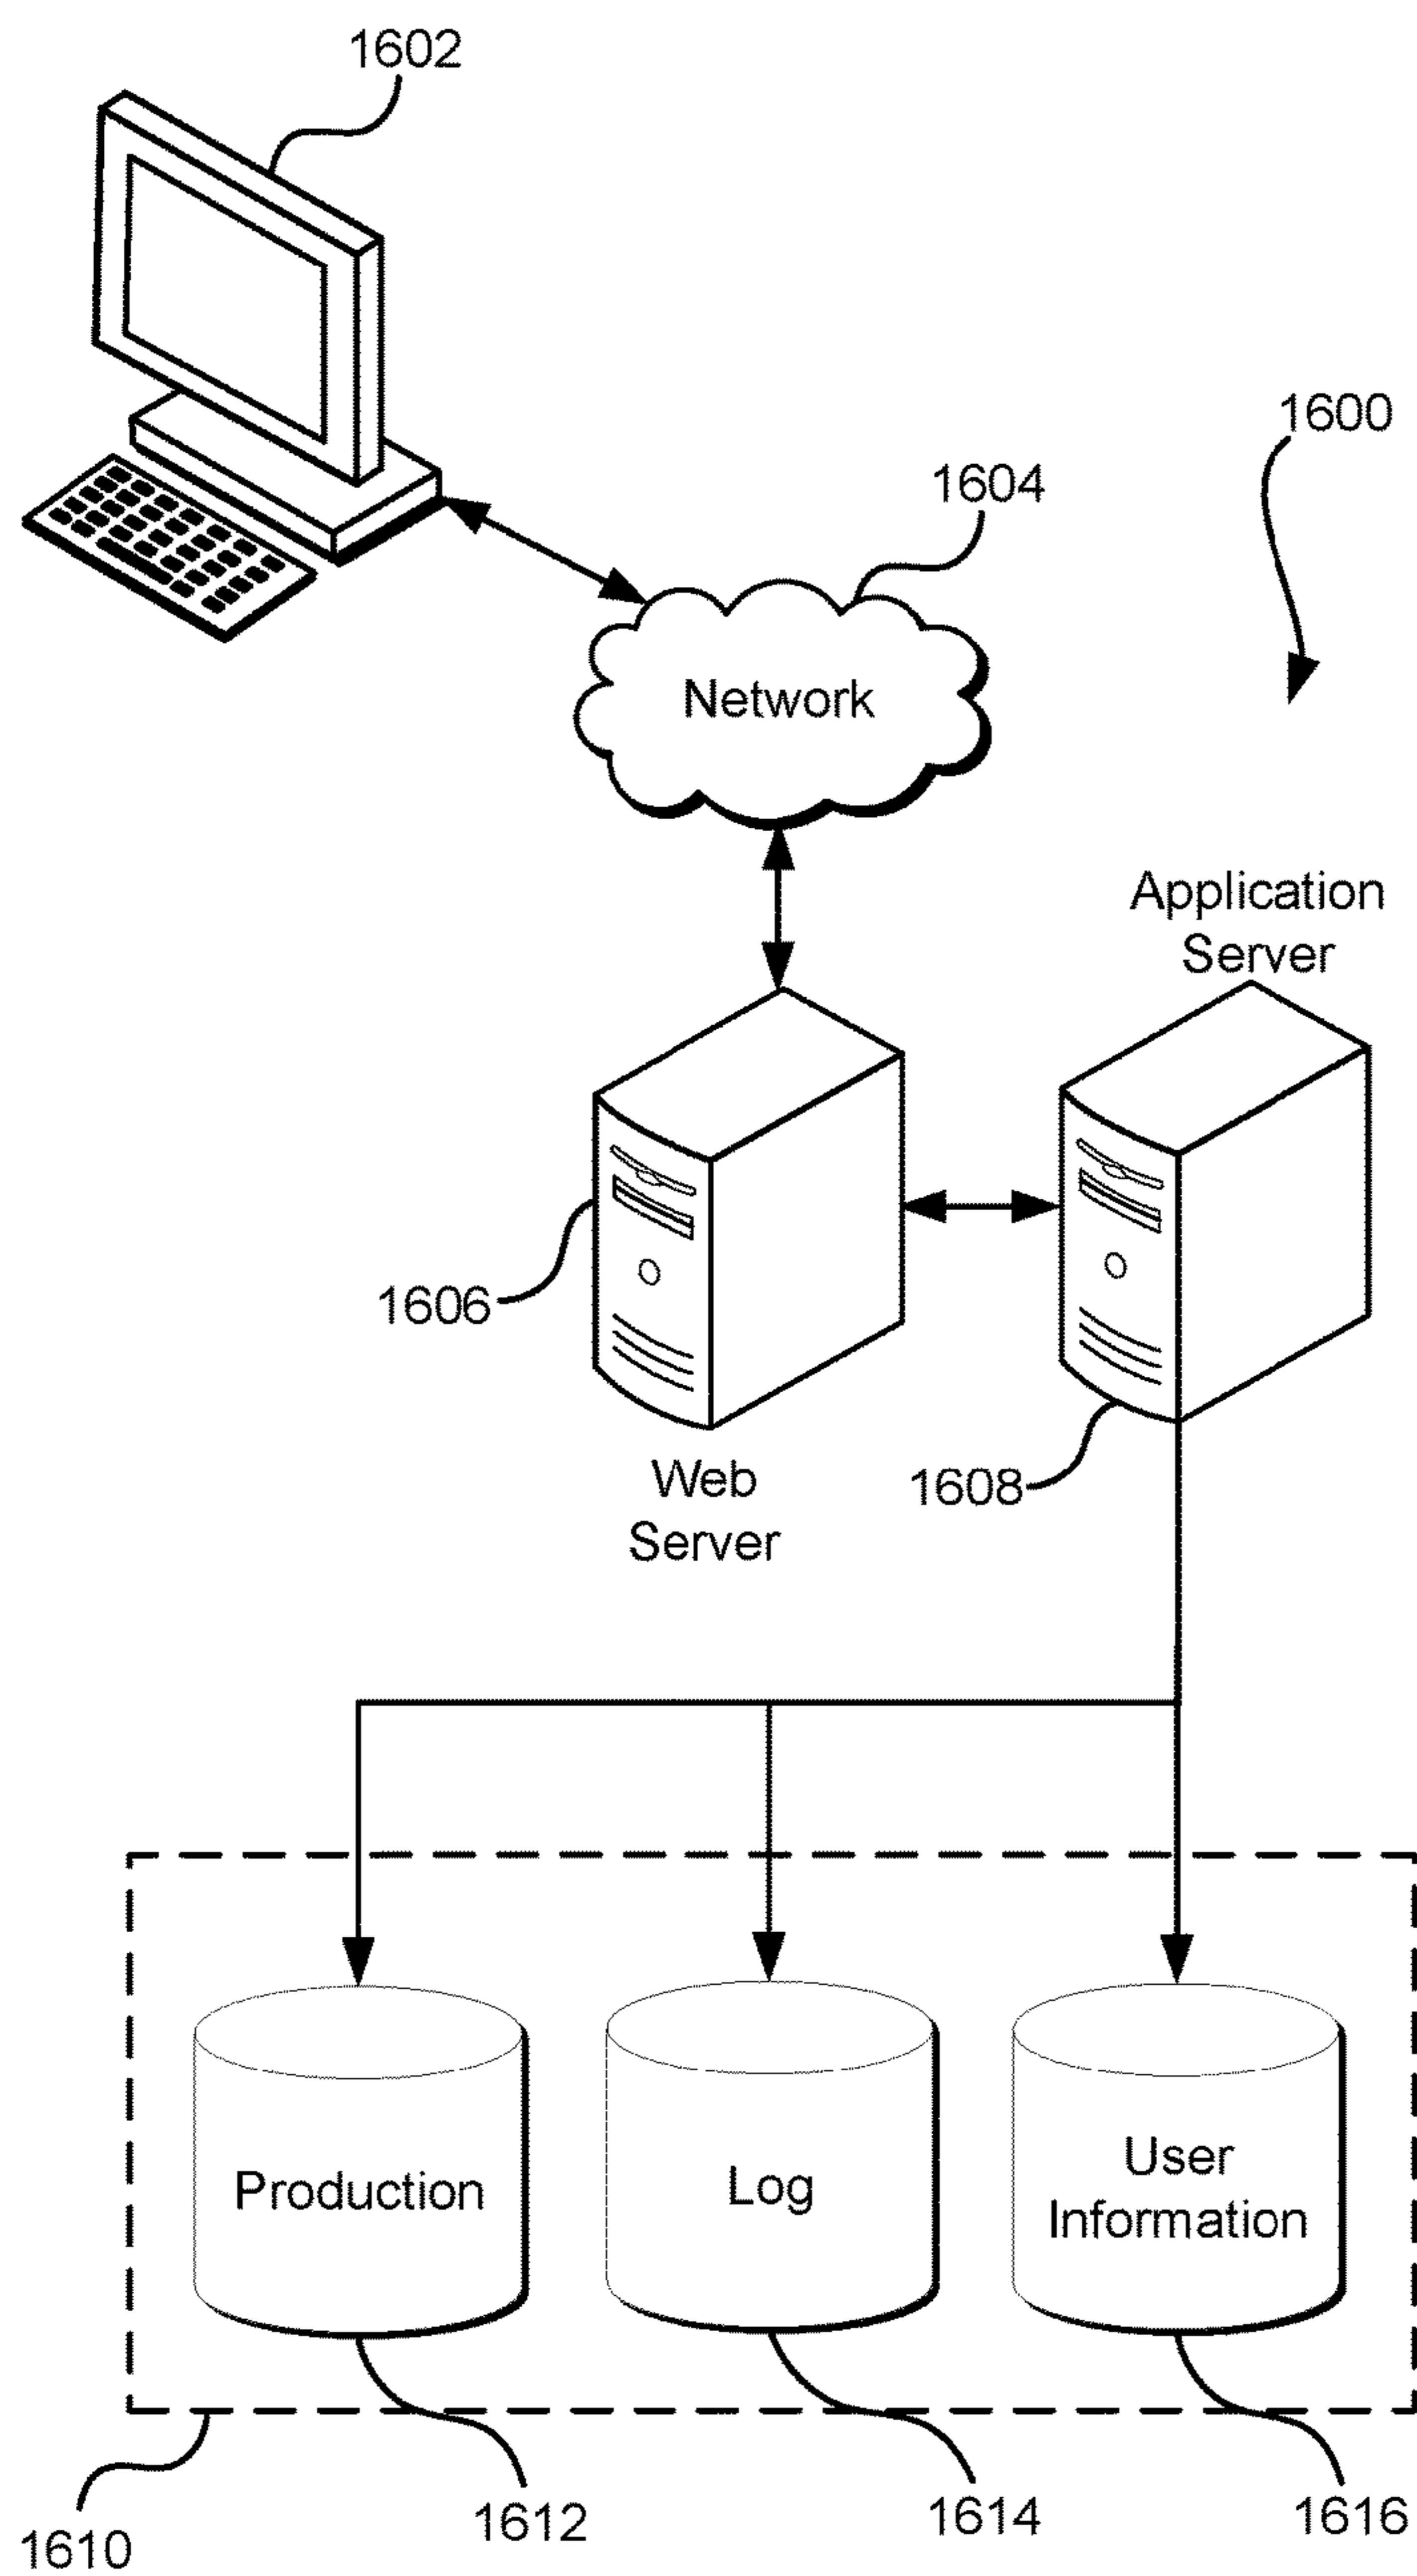 1602
1600
1604
Network
Application
Server
1606
Web
Server
1608
Production
Log
User
Information
1610
1612
1614
1616